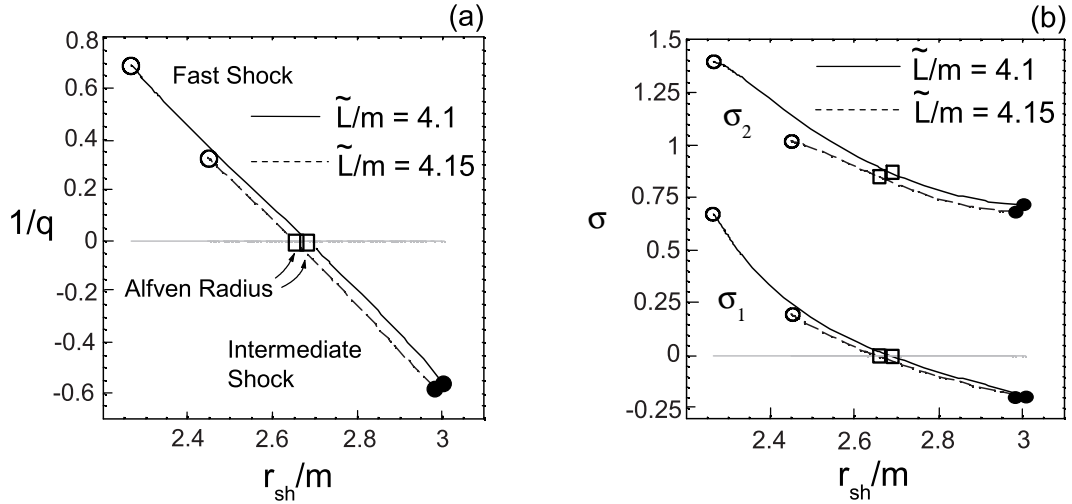 (a)
0.8
0.6
0.4
0.2
0
-0.2
-0.4
-0.6
1/q
Fast Shock
L̃/m = 4.1
L̃/m = 4.15
Alfven Radius
Intermediate
Shock
2.4 2.6 2.8 3
r_sh/m
(b)
1.5
1.25
1
0.75
0.5
0.25
0
-0.25
σ
L̃/m = 4.1
L̃/m = 4.15
σ₂
σ₁
2.4 2.6 2.8 3
r_sh/m